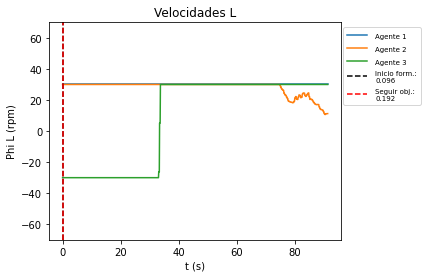 Velocidades L
Phi L (rpm)
60
40
20
0
−20
−40
−60
0
20
40
60
80
t (s)
Agente 1
Agente 2
Agente 3
Inicio form.:
0.096
Seguir obj.:
0.192